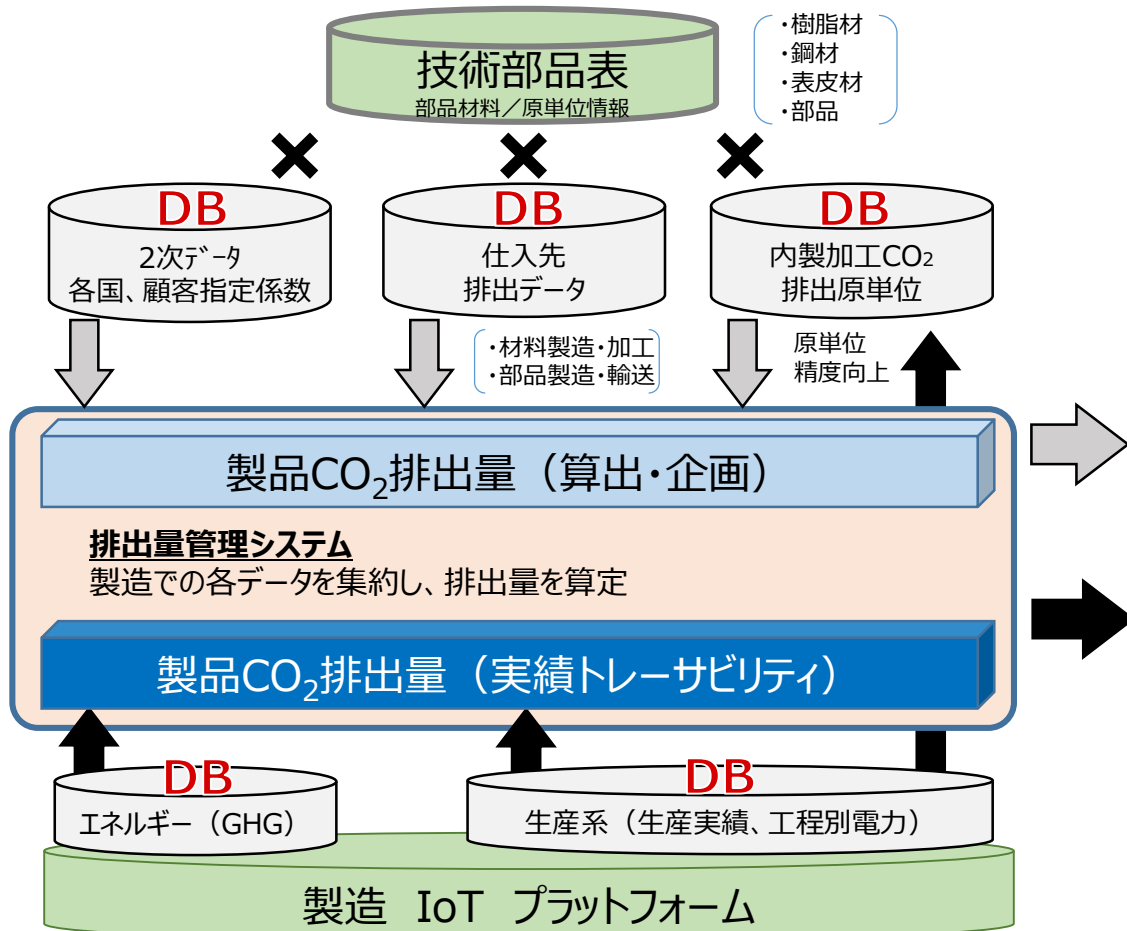 技術部品表
部品材料／原単位情報
・樹脂材
・鋼材
・表皮材
・部品
DB
2次ﾃﾞｰﾀ
各国、顧客指定係数
DB
仕入先
排出データ
DB
内製加工CO₂
排出原単位
・材料製造・加工
・部品製造・輸送
原単位
精度向上
製品CO₂排出量（算出・企画）
排出量管理システム
製造での各データを集約し、排出量を算定
製品CO₂排出量（実績トレーサビリティ）
DB
エネルギー（GHG）
DB
生産系（生産実績、工程別電力）
製造 IoT プラットフォーム